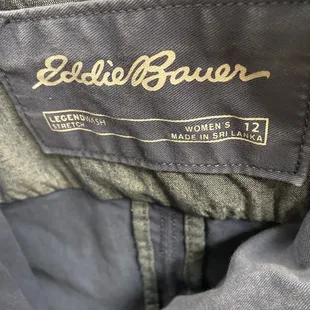 Eddie Bauer
LEGEND WASH
STRETCH
WOMEN'S 12
MADE IN SRI LANKA